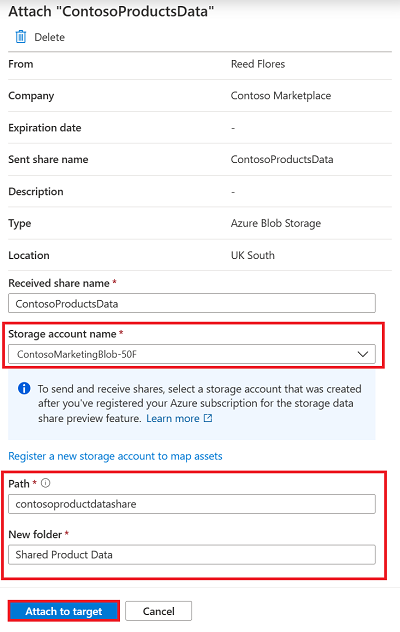 Attach "ContosoProductsData"
Delete
From Reed Flores
Company Contoso Marketplace
Expiration date -
Sent share name ContosoProductsData
Description -
Type Azure Blob Storage
Location UK South
Received share name *
ContosoProductsData
Storage account name *
ContosoMarketingBlob-50F
To send and receive shares, select a storage account that was created
after you've registered your Azure subscription for the storage data
share preview feature. Learn more
Register a new storage account to map assets
Path *
contosoproductdatashare
New folder *
Shared Product Data
Attach to target Cancel